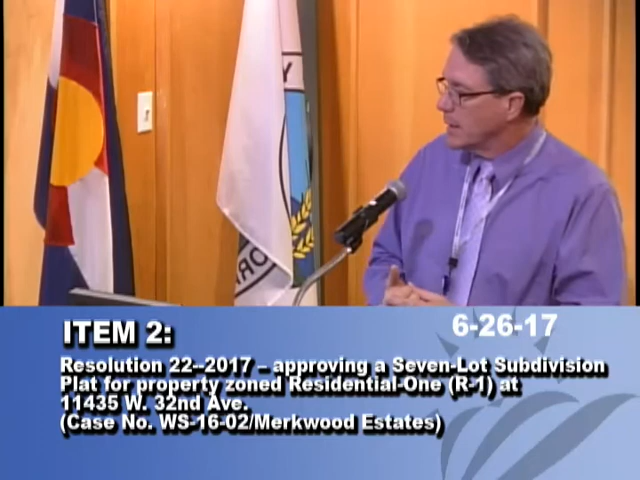 ITEM 2:
6-26-17
Resolution 22--2017 – approving a Seven-Lot Subdivision
Plat for property zoned Residential-One (R-1) at
11435 W. 32nd Ave.
(Case No. WS-16-02/Merkwood Estates)